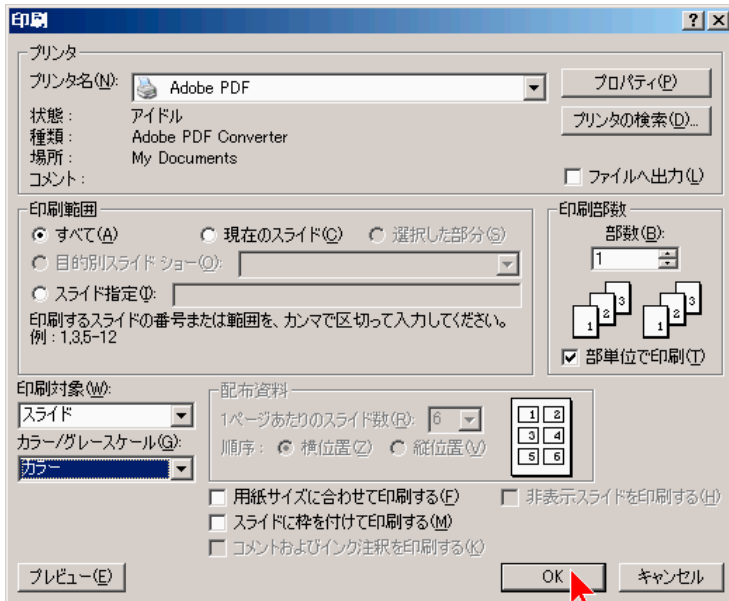 印刷
プリンタ
プリンタ名(N): Adobe PDF プロパティ(P)
状態： アイドル プリンタの検索(D)...
種類： Adobe PDF Converter
場所： My Documents
コメント： ファイルへ出力(L)
印刷範囲
すべて(A) 現在のスライド(C) 選択した部分(S)
目的別スライド ショー(O):
スライド指定(I):
印刷するスライドの番号または範囲を、カンマで区切って入力してください。
例：1,3,5-12
印刷部数
部数(B):
1
1 2 3 1 2 3
部単位で印刷(T)
印刷対象(W):
スライド
カラー/グレースケール(G):
カラー
配布資料
1ページあたりのスライド数(R): 6
順序： 横位置(Z) 縦位置(V)
1 2
3 4
5 6
用紙サイズに合わせて印刷する(F) 非表示スライドを印刷する(H)
スライドに枠を付けて印刷する(M)
コメントおよびインク注釈を印刷する(K)
プレビュー(E) OK キャンセル